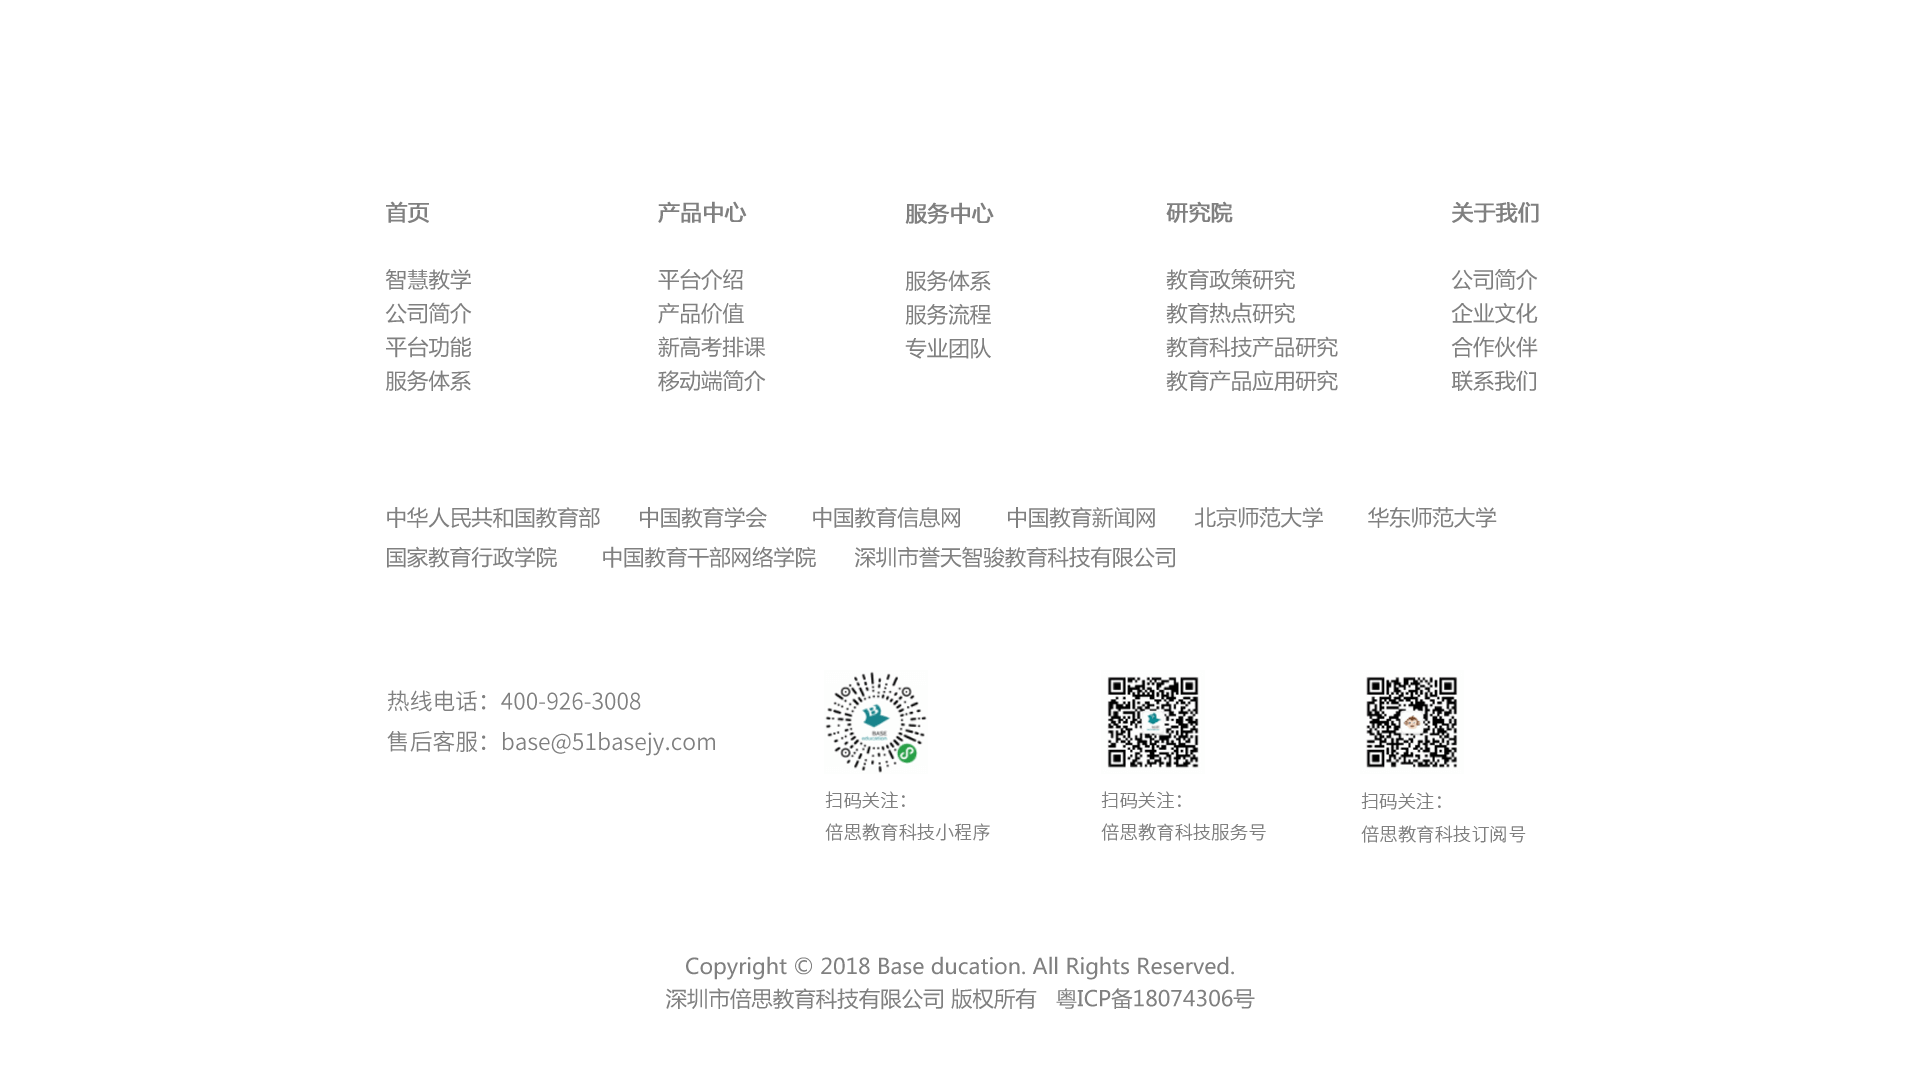 首页
智慧教学
公司简介
平台功能
服务体系
产品中心
平台介绍
产品价值
新高考排课
移动端简介
服务中心
服务体系
服务流程
专业团队
研究院
教育政策研究
教育热点研究
教育科技产品研究
教育产品应用研究
关于我们
公司简介
企业文化
合作伙伴
联系我们
中华人民共和国教育部 中国教育学会 中国教育信息网 中国教育新闻网 北京师范大学 华东师范大学
国家教育行政学院 中国教育干部网络学院 深圳市誉天智骏教育科技有限公司
热线电话：400-926-3008
售后客服：base@51basejy.com
扫码关注：
倍思教育科技小程序
扫码关注：
倍思教育科技服务号
扫码关注：
倍思教育科技订阅号
Copyright © 2018 Base ducation. All Rights Reserved.
深圳市倍思教育科技有限公司 版权所有 粤ICP备18074306号